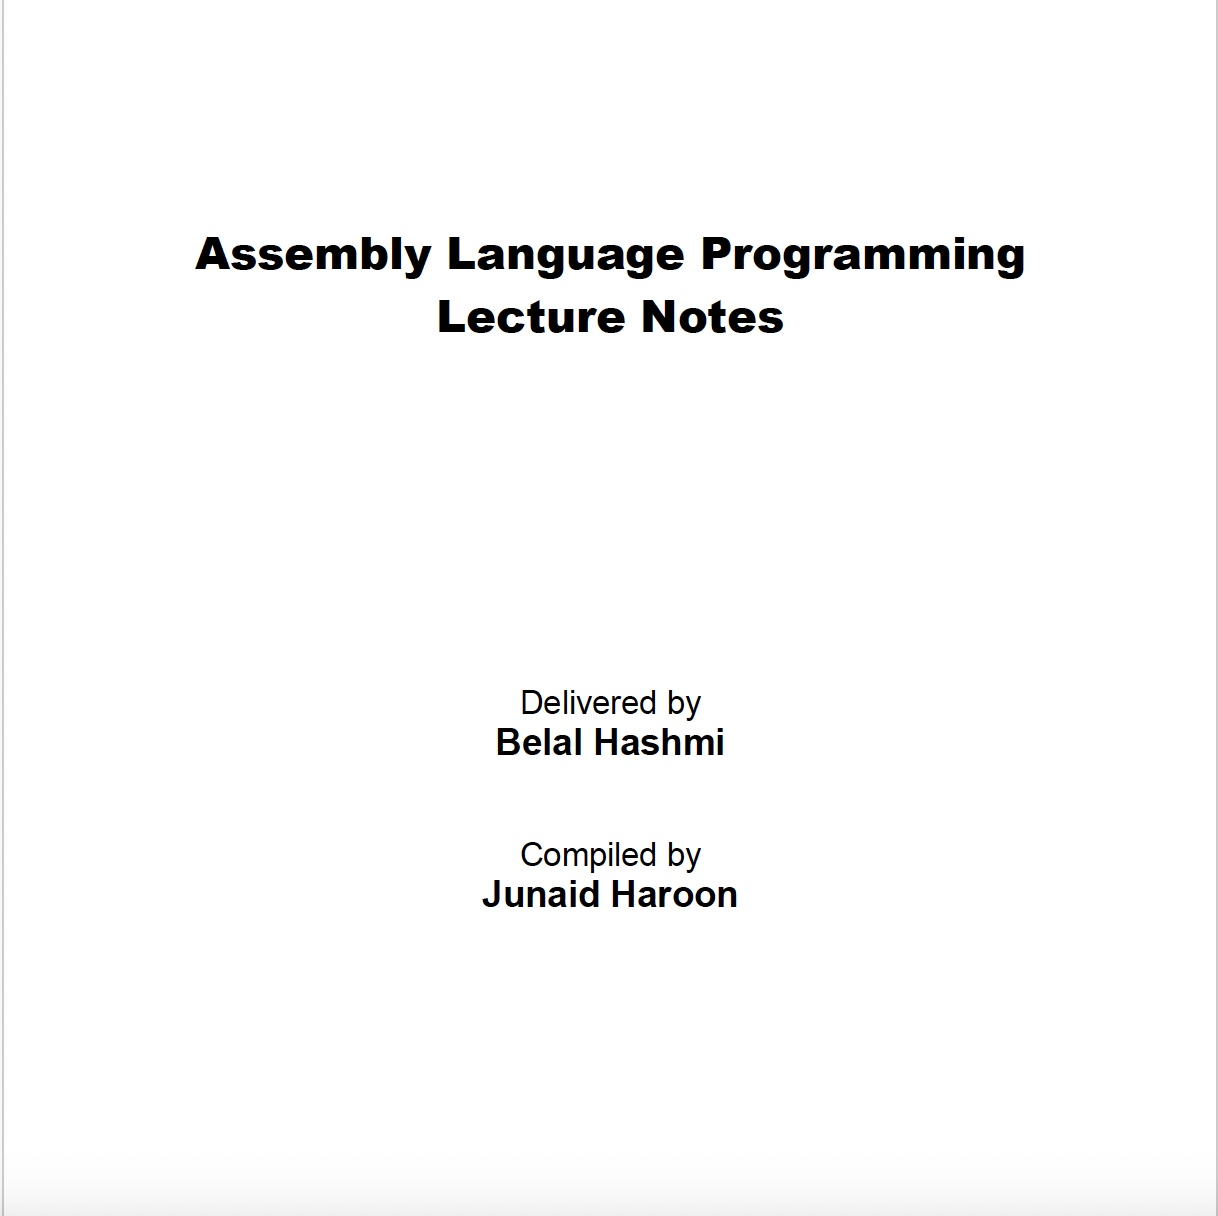 Assembly Language Programming
Lecture Notes
Delivered by
Belal Hashmi
Compiled by
Junaid Haroon